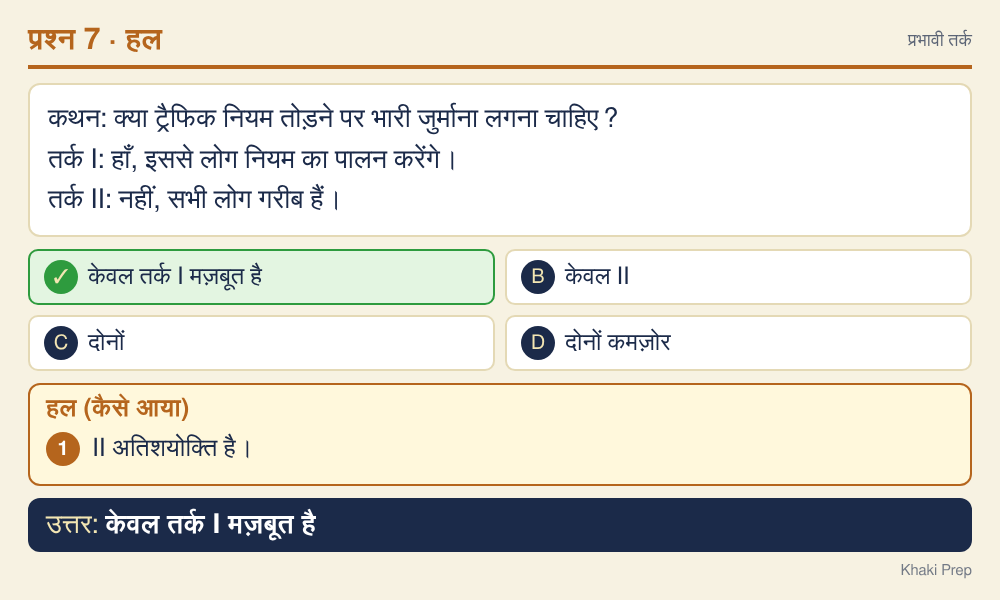 प्रश्न 7 · हल
प्रभावी तर्क
कथन: क्या ट्रैफिक नियम तोड़ने पर भारी जुर्माना लगना चाहिए ?
तर्क I: हाँ, इससे लोग नियम का पालन करेंगे।
तर्क II: नहीं, सभी लोग गरीब हैं।
✓ केवल तर्क I मज़बूत है
B केवल II
C दोनों
D दोनों कमज़ोर
हल (कैसे आया)
1 II अतिशयोक्ति है।
उत्तर: केवल तर्क I मज़बूत है
Khaki Prep